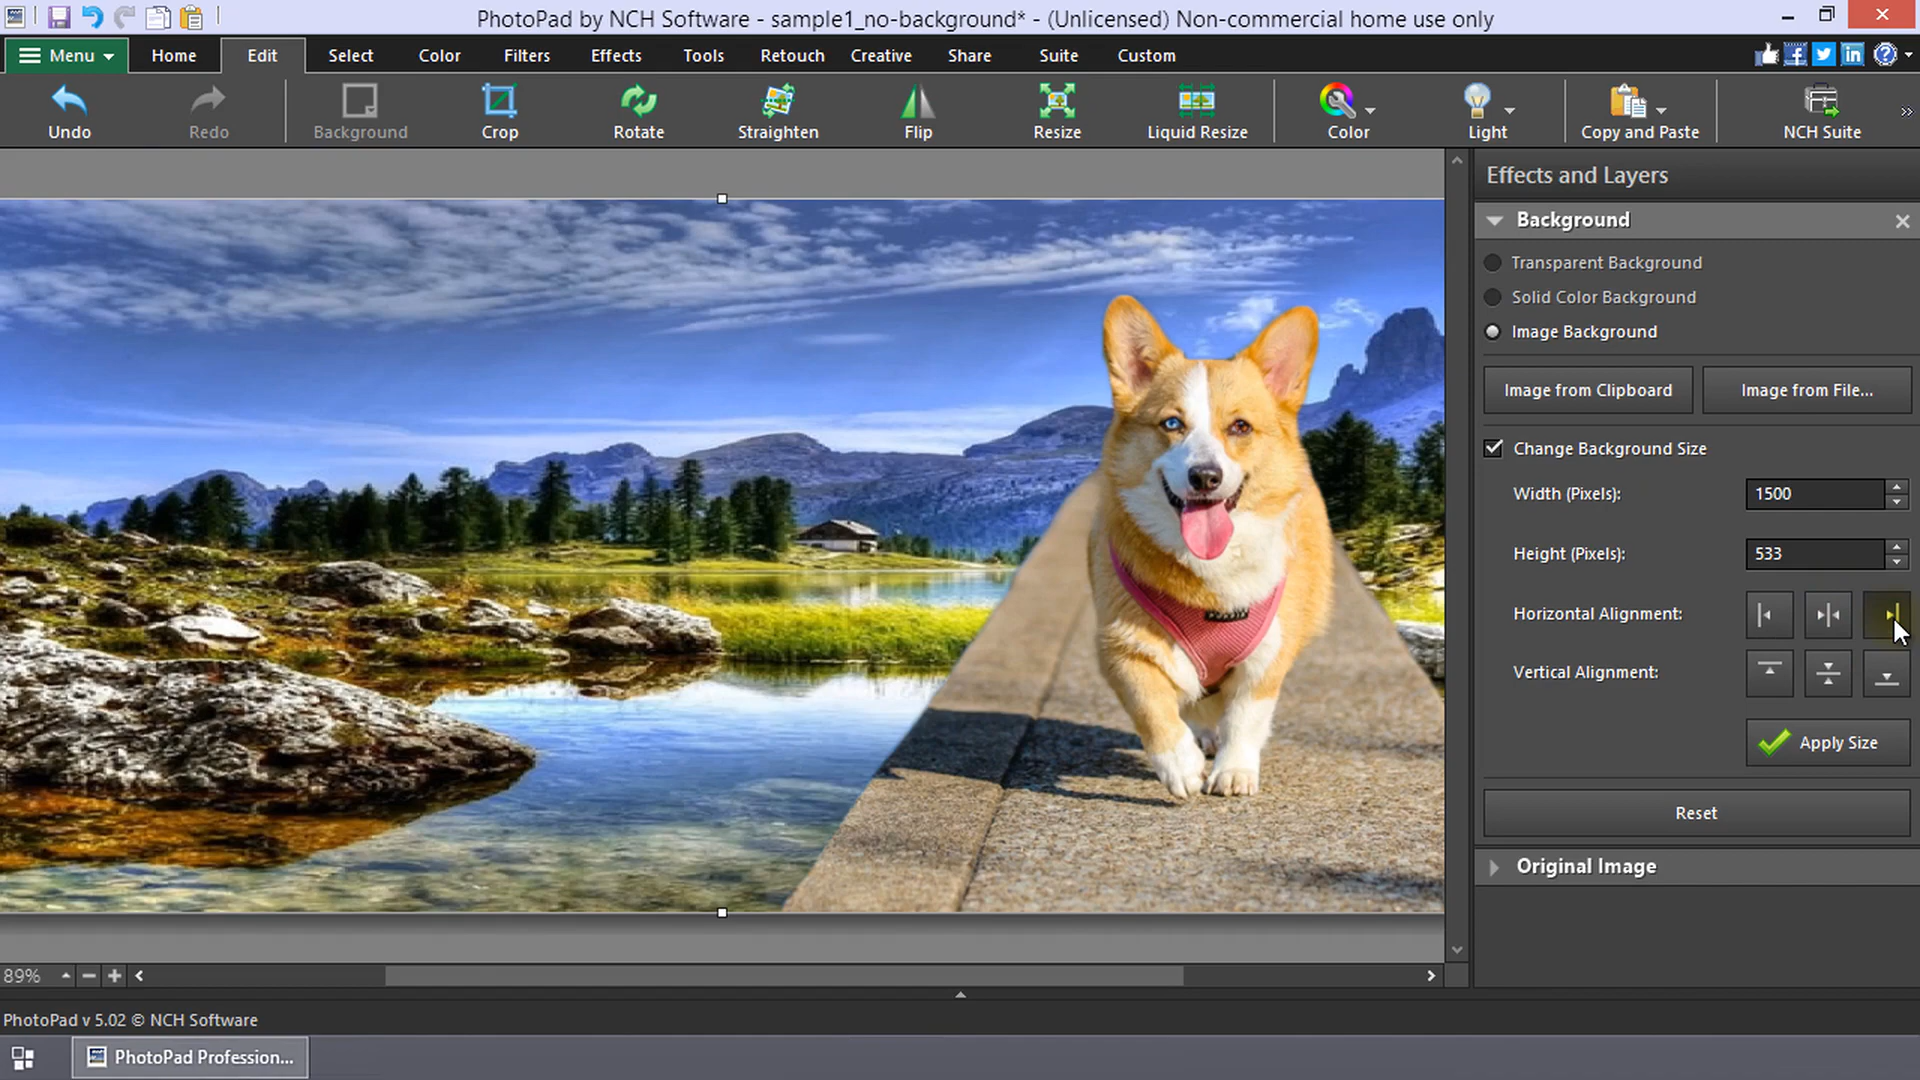 PhotoPad by NCH Software - sample1_no-background* - (Unlicensed) Non-commercial home use only
Menu Home Edit Select Color Filters Effects Tools Retouch Creative Share Suite Custom
Undo Redo Background Crop Rotate Straighten Flip Resize Liquid Resize Color Light Copy and Paste NCH Suite
Effects and Layers
Background
Transparent Background
Solid Color Background
Image Background
Image from Clipboard Image from File...
Change Background Size
Width (Pixels): 1500
Height (Pixels): 533
Horizontal Alignment:
Vertical Alignment:
Apply Size
Reset
Original Image
89%
PhotoPad v 5.02 © NCH Software
PhotoPad Profession...